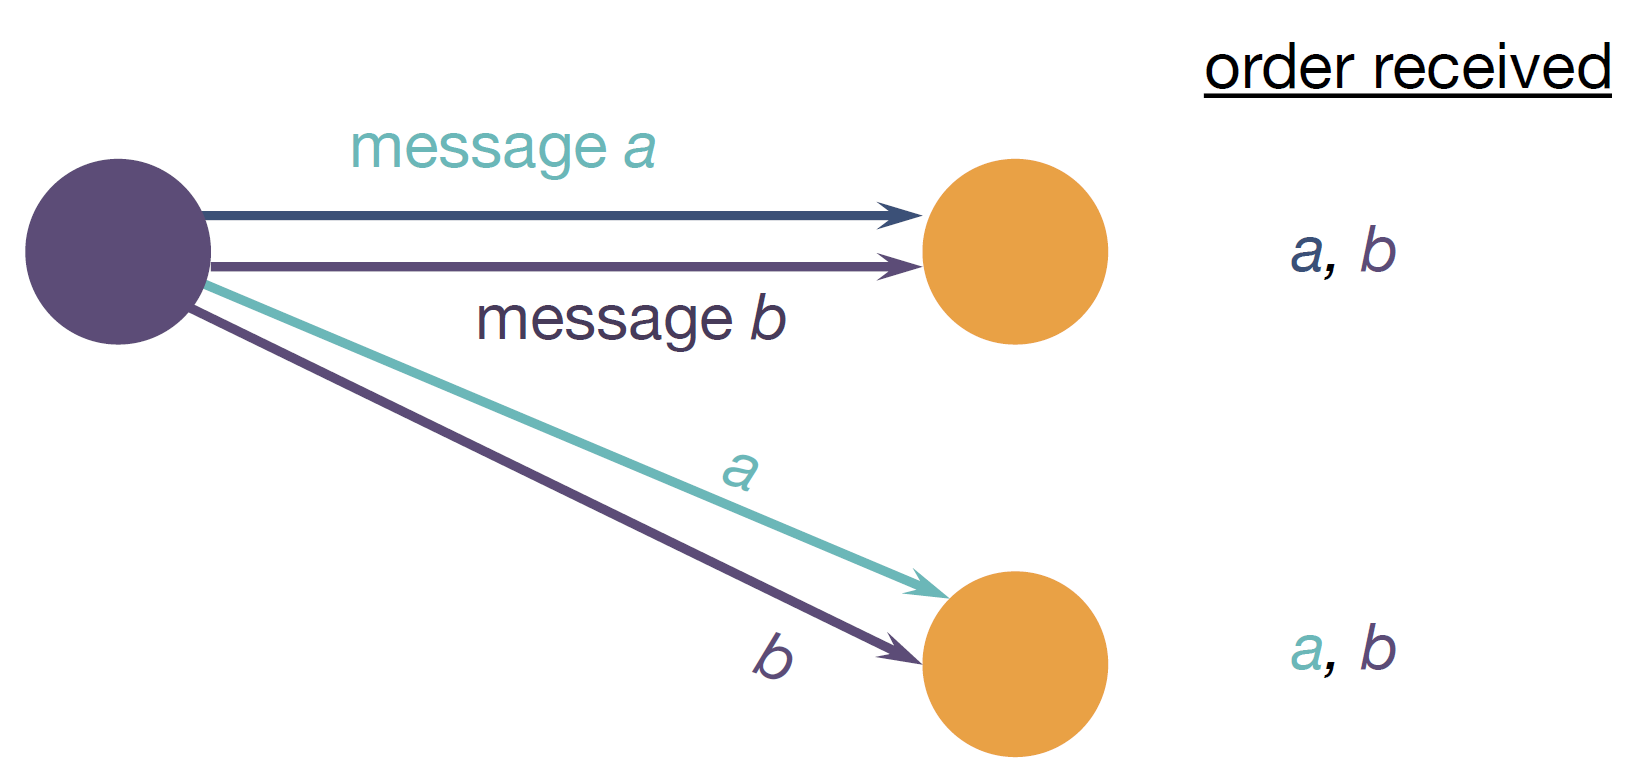 order received
message a
a, b
message b
a
b
a, b